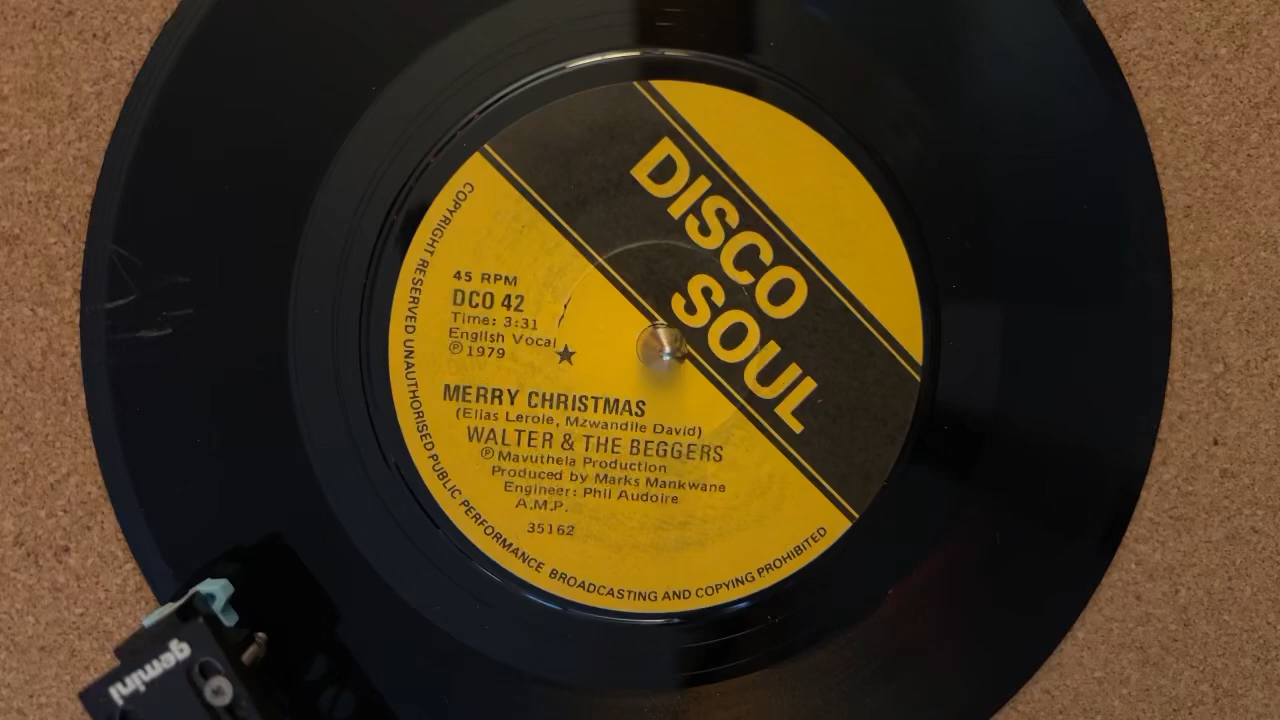 DISCO
SOUL
45 RPM
DCO 42
Time: 3:31
English Vocal
℗ 1979
MERRY CHRISTMAS
(Elias Lerole, Mzwandile David)
WALTER & THE BEGGERS
℗ Mavuthela Production
Produced by Marks Mankwane
Engineer: Phil Audoire
A.M.P.
35162
COPYRIGHT RESERVED UNAUTHORISED PUBLIC PERFORMANCE BROADCASTING AND COPYING PROHIBITED
gemini